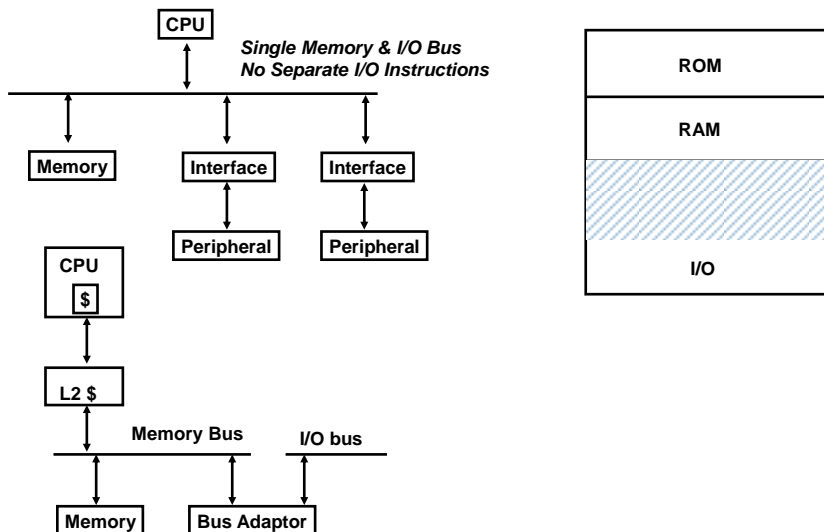 CPU
Single Memory & I/O Bus
No Separate I/O Instructions
Memory
Interface
Interface
Peripheral
Peripheral
ROM
RAM
I/O
CPU
$
L2 $
Memory Bus
I/O bus
Memory
Bus Adaptor